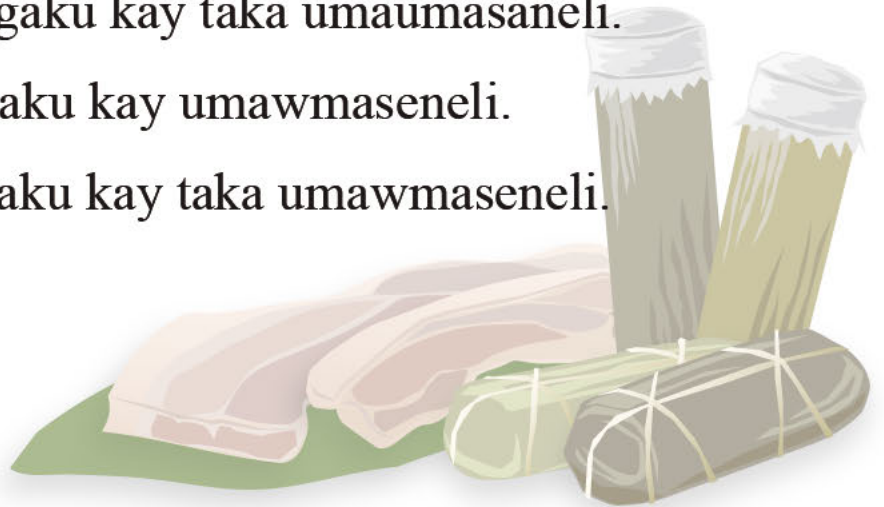 gaku kay taka umaumasaneli.
aku kay umawmaseneli.
aku kay taka umawmaseneli.